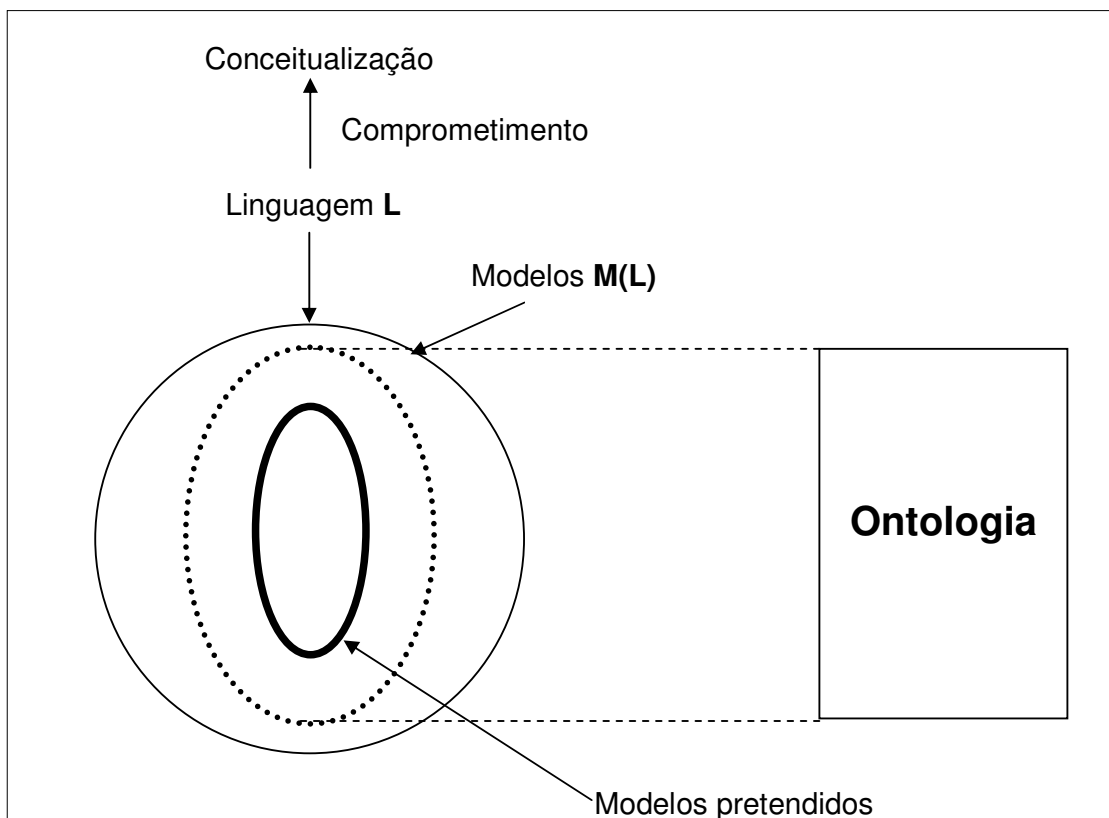 Conceitualização
Comprometimento
Linguagem L
Modelos M(L)
Ontologia
Modelos pretendidos